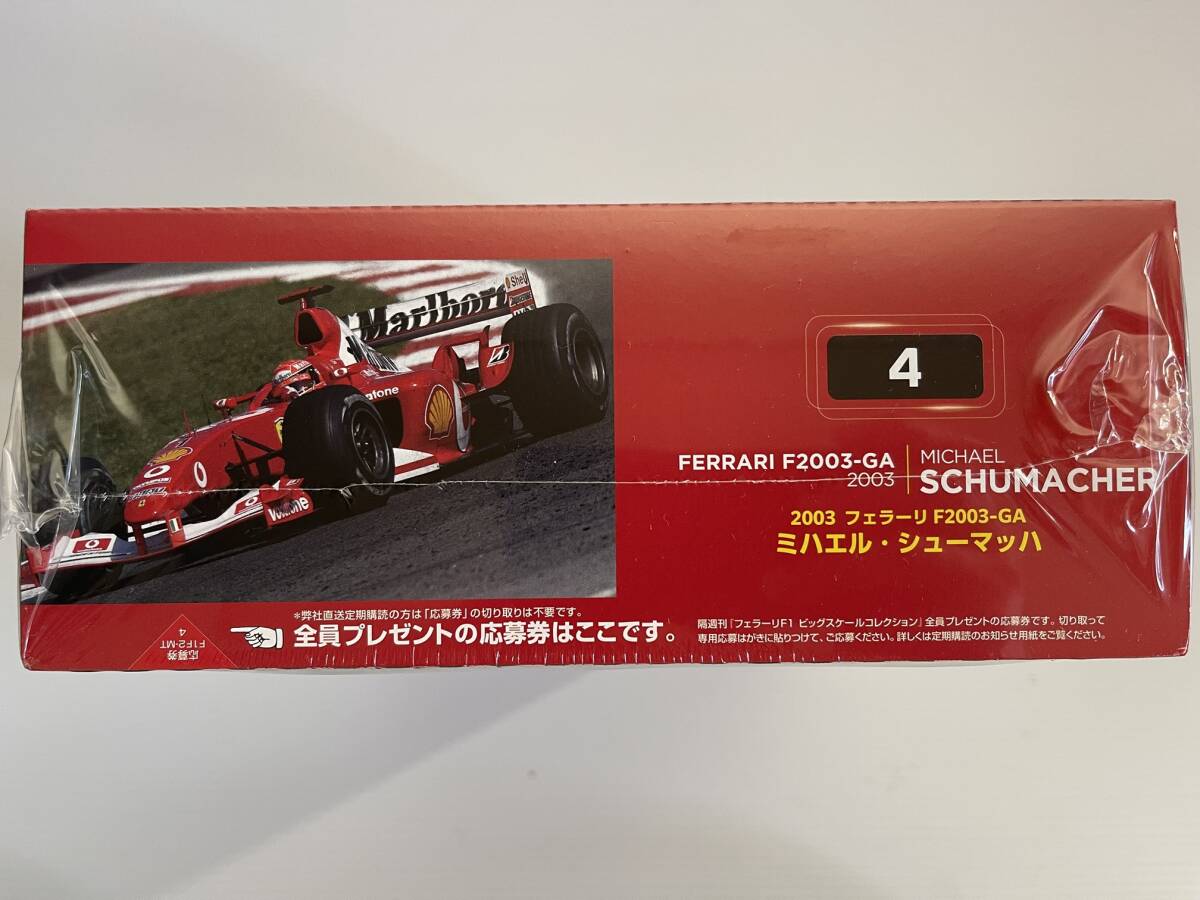 Marlboro
Shell
Vodafone
Vodafone
4
FERRARI F2003-GA
2003
MICHAEL
SCHUMACHER
2003 フェラーリ F2003-GA
ミハエル・シューマッハ
*弊社直送定期購読の方は「応募券」の切り取りは不要です。
全員プレゼントの応募券はここです。
隔週刊『フェラーリF1 ビッグスケールコレクション』全員プレゼントの応募券です。切り取って
専用応募はがきに貼りつけて、ご応募ください。詳しくは定期購読のお知らせ用紙をご覧ください。
応募券
F1F2-MT
4